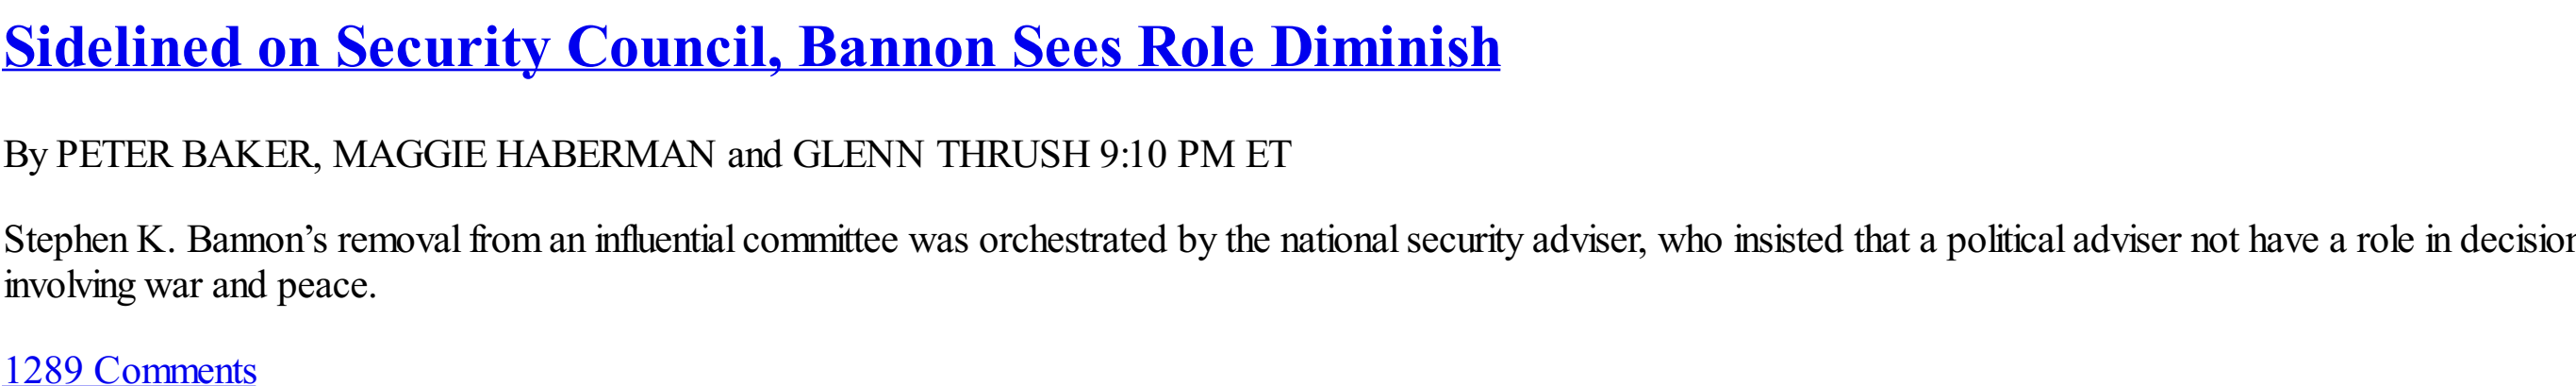 Sidelined on Security Council, Bannon Sees Role Diminish
By PETER BAKER, MAGGIE HABERMAN and GLENN THRUSH 9:10 PM ET
Stephen K. Bannon’s removal from an influential committee was orchestrated by the national security adviser, who insisted that a political adviser not have a role in decision
involving war and peace.
1289 Comments